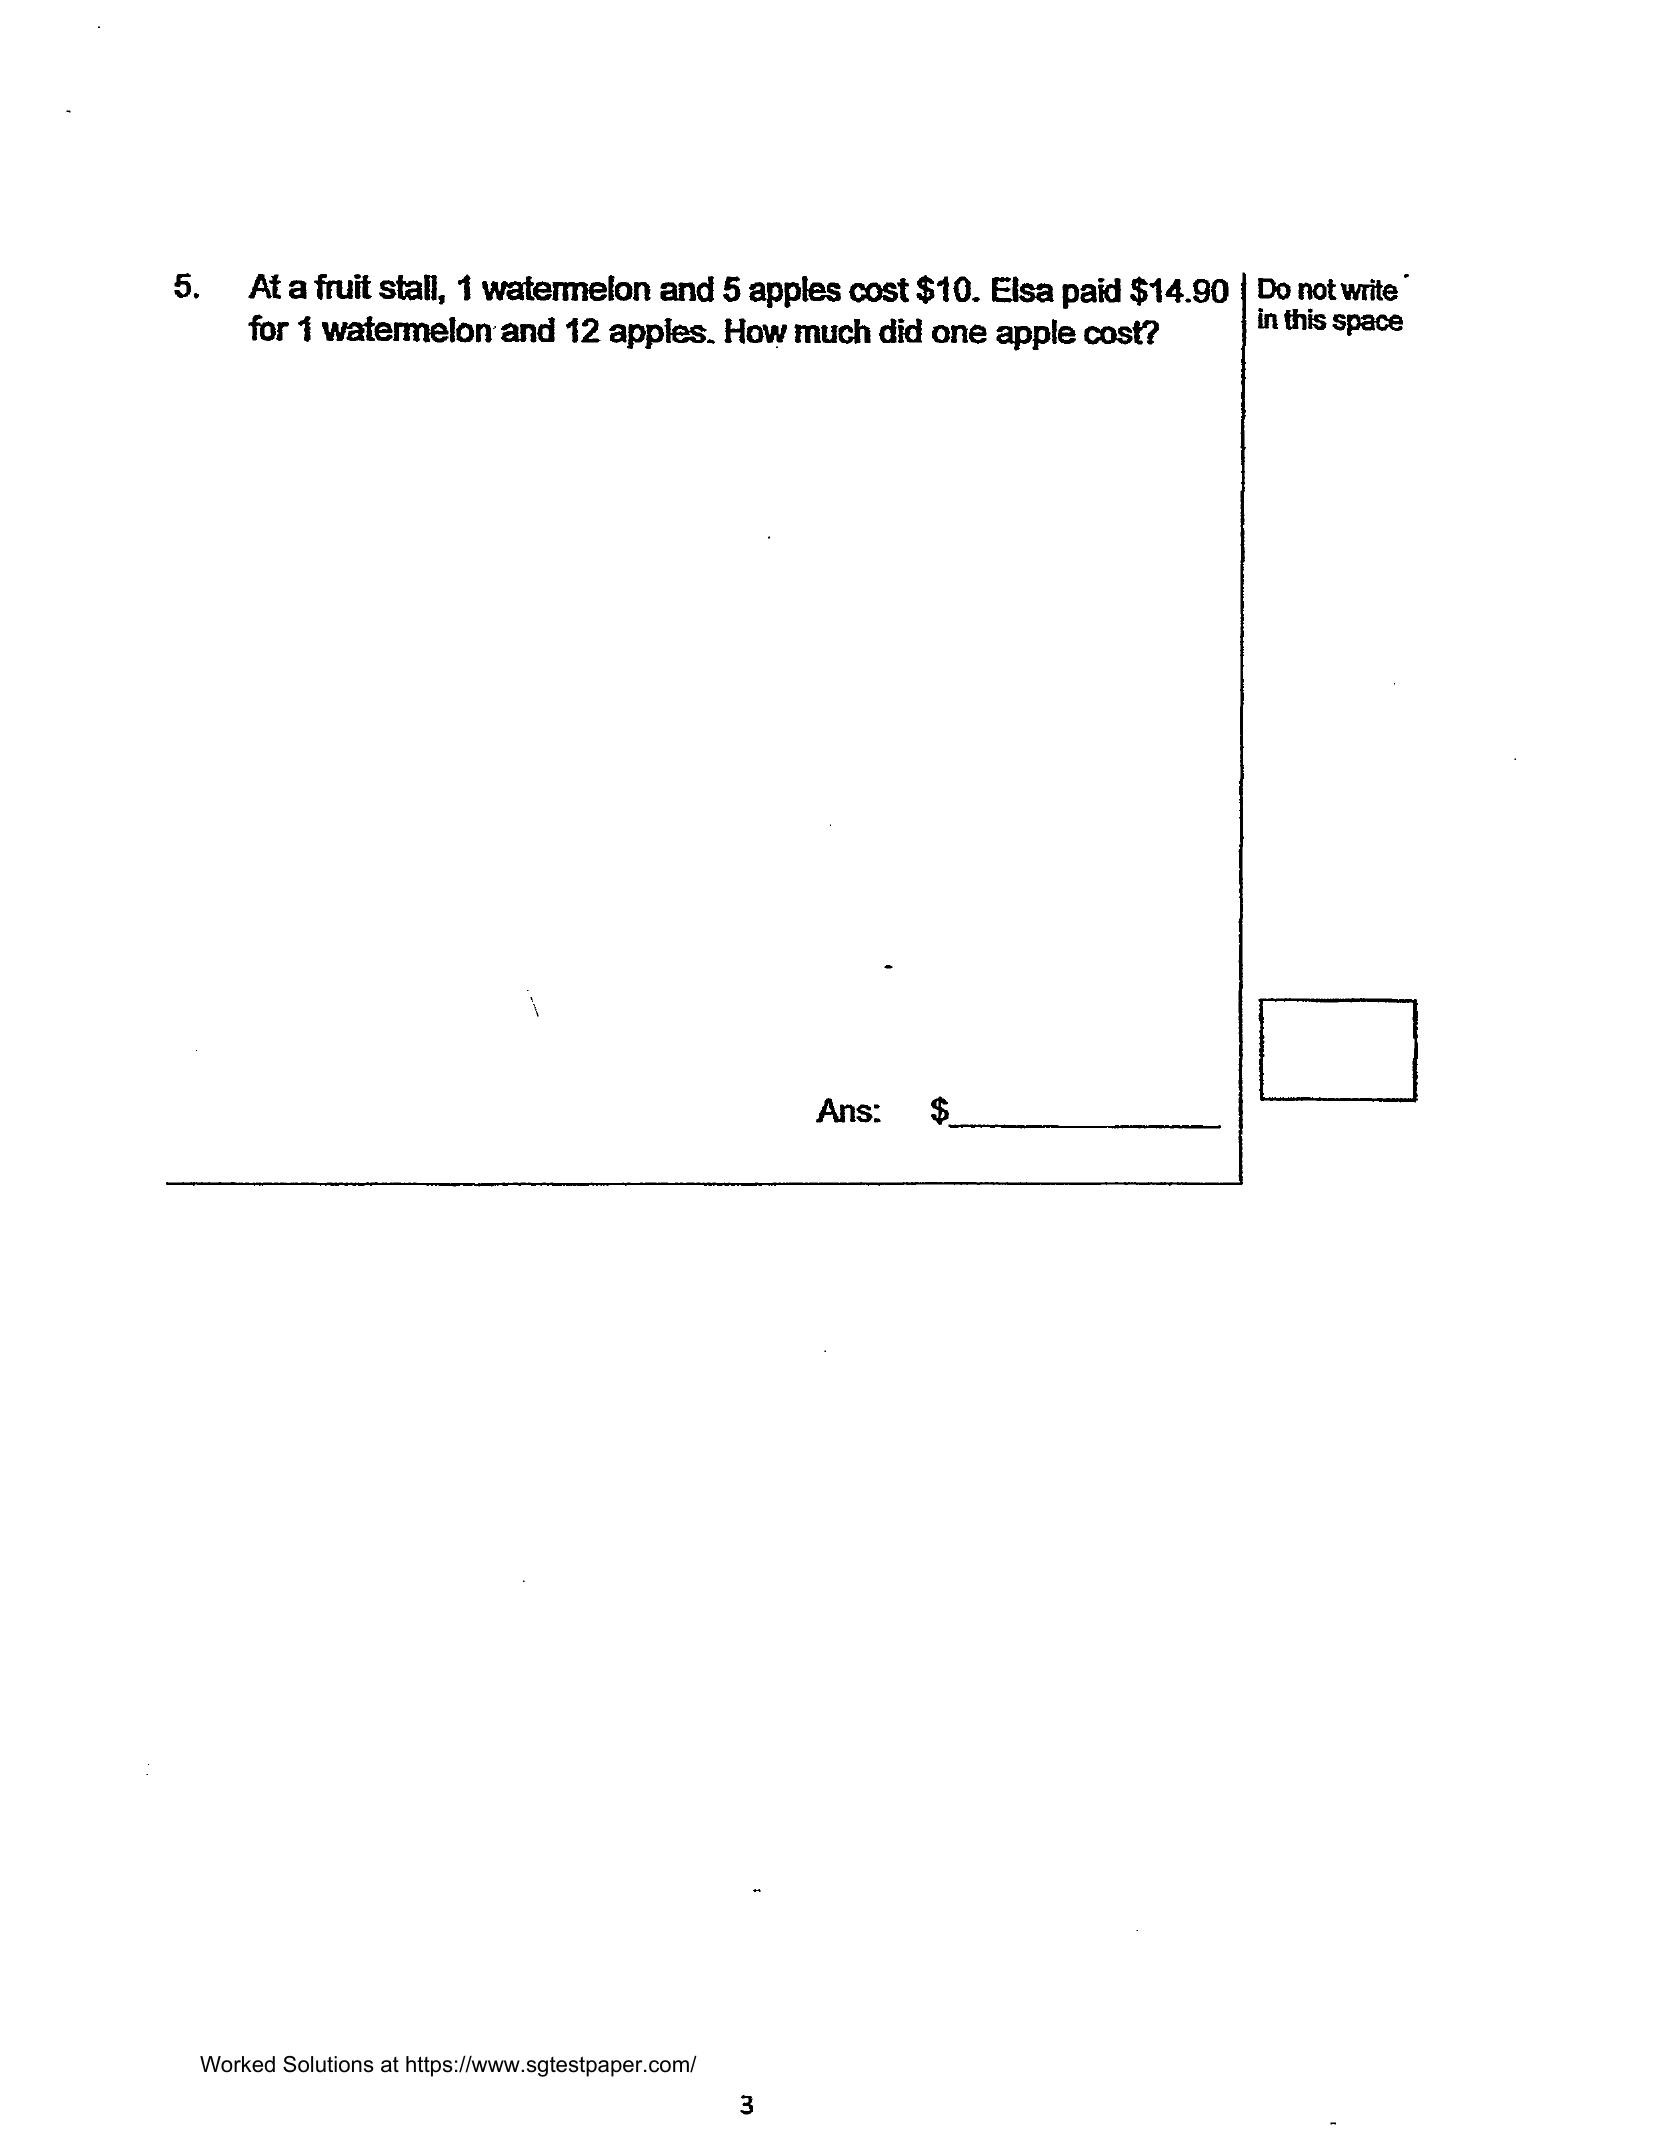 5. At a fruit stall, 1 watermelon and 5 apples cost $10. Elsa paid $14.90
for 1 watermelon and 12 apples. How much did one apple cost?
Do not write
in this space
Ans: $
Worked Solutions at https://www.sgtestpaper.com/
3